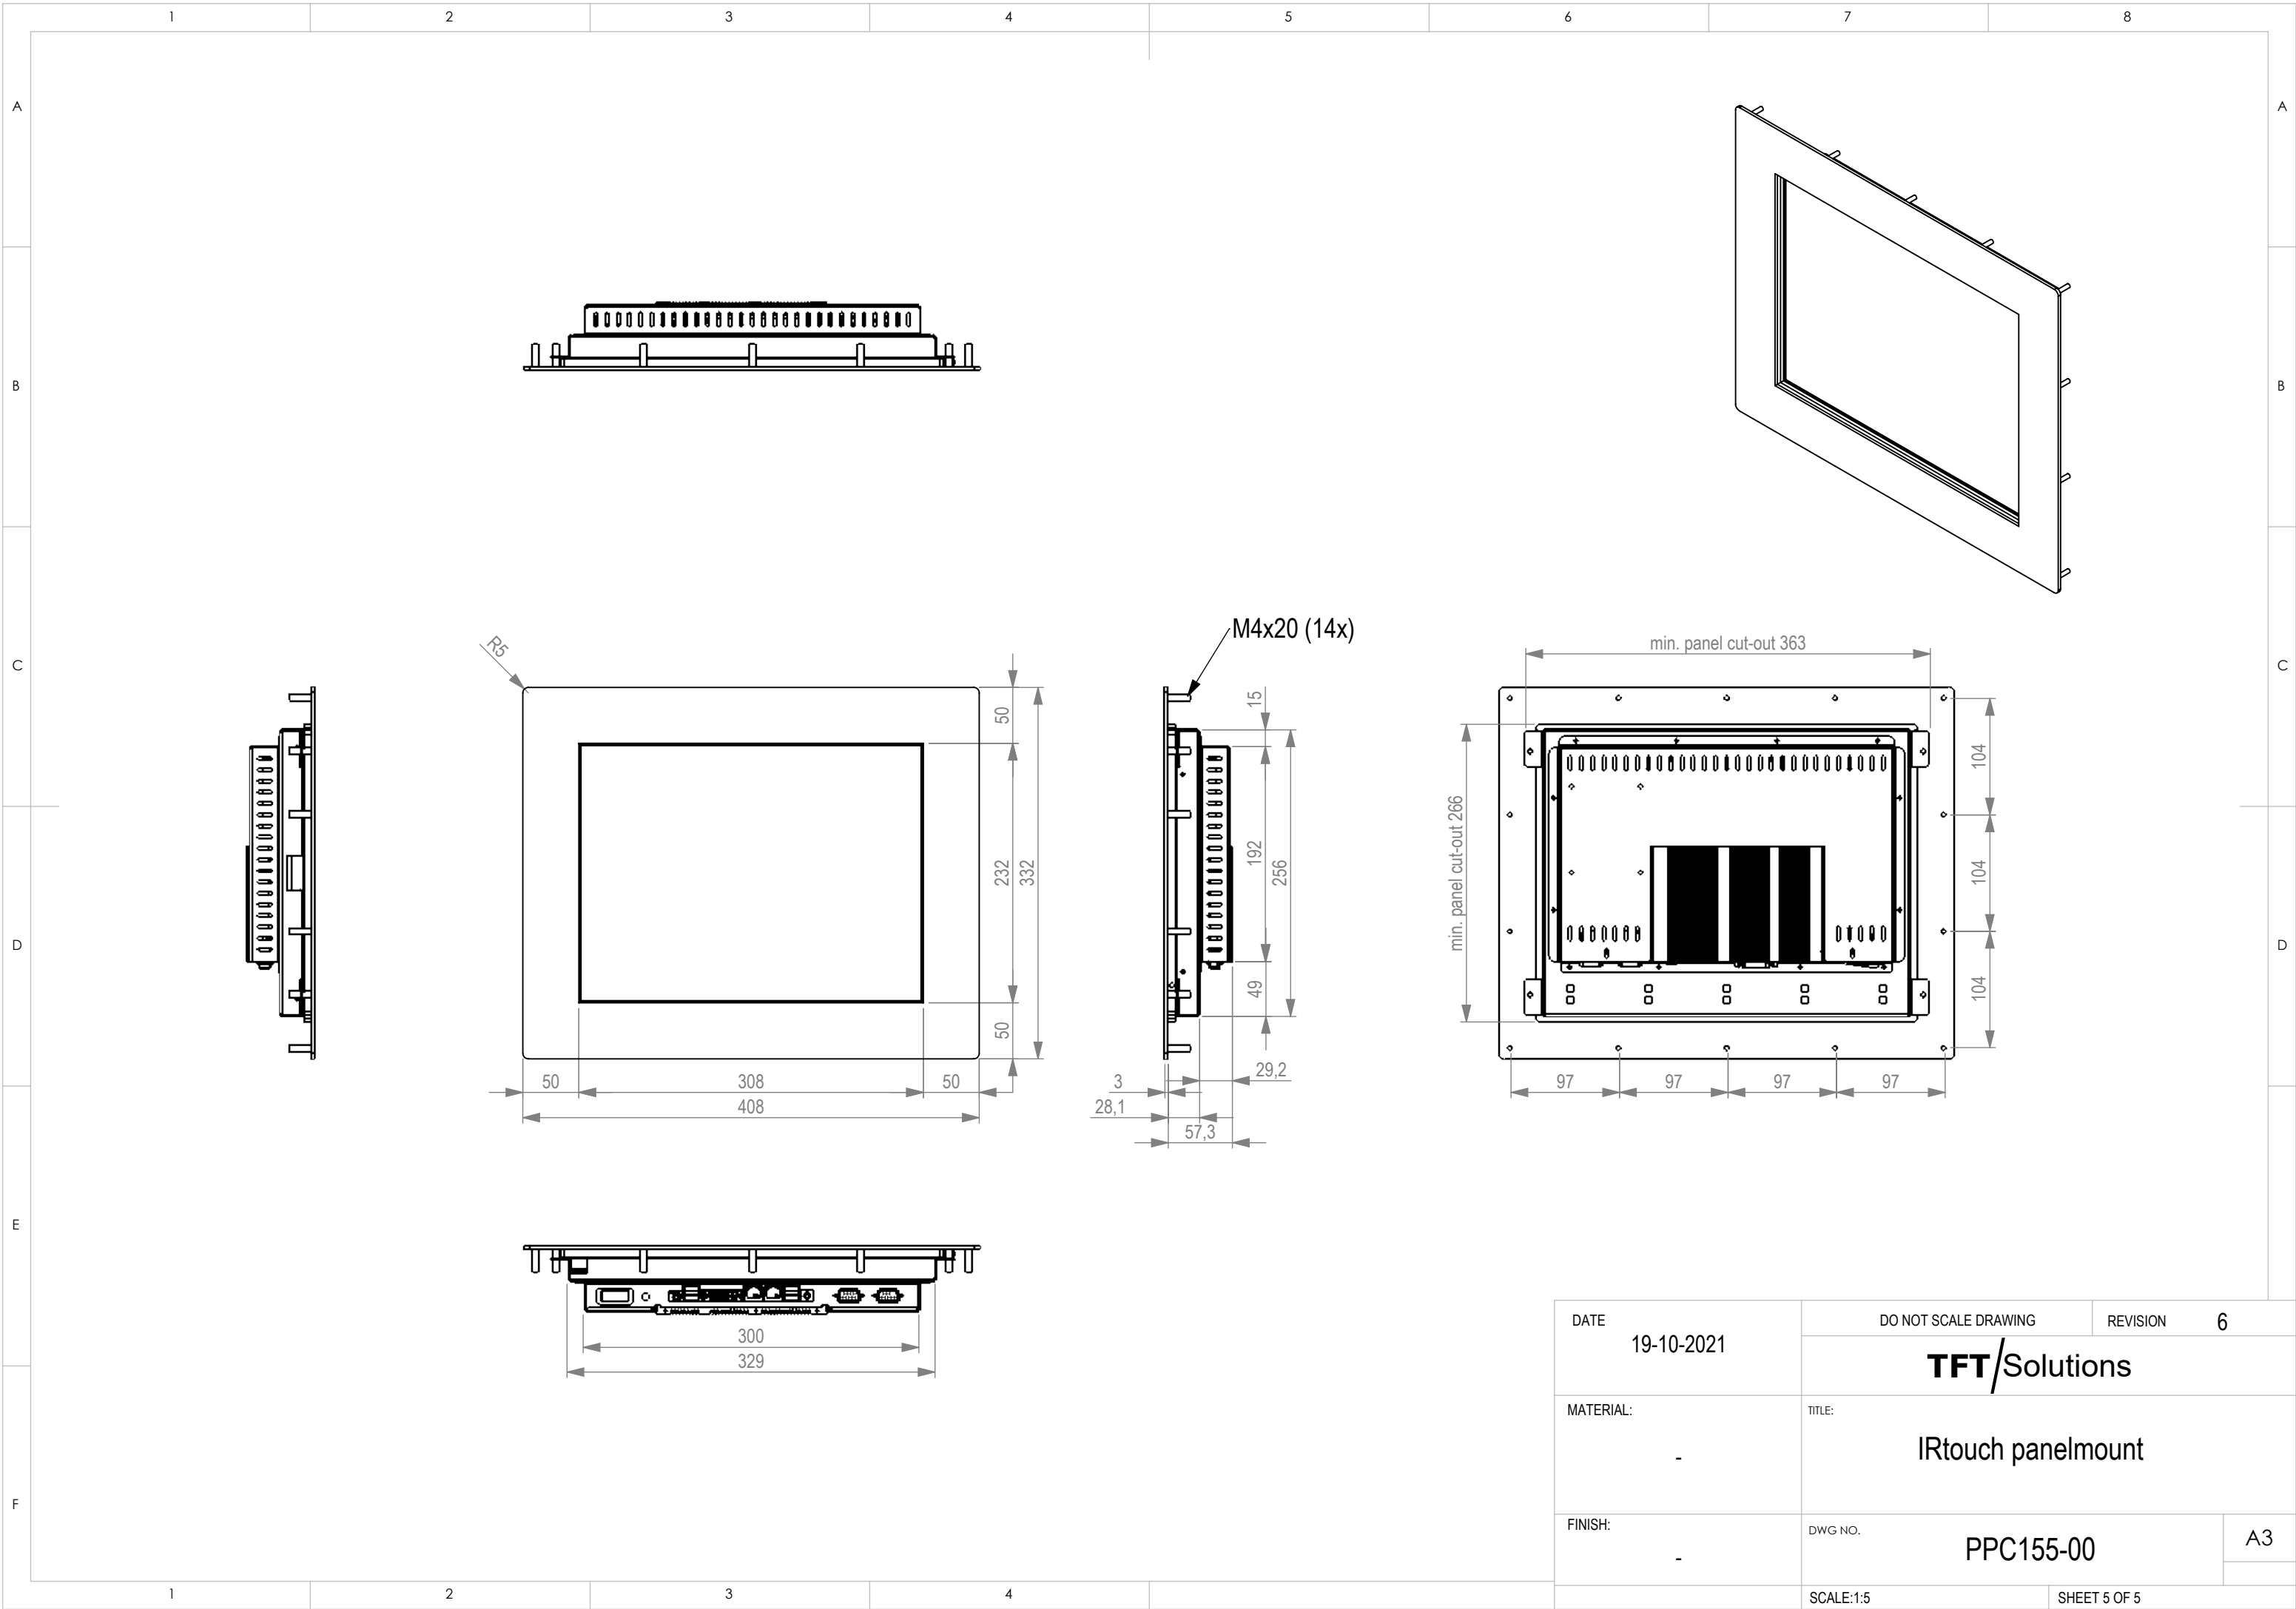 1 2 3 4 5 6 7 8
A A
B B
C C
D D
E
F
R5
50
232
332
50
50 308 50
408
M4x20 (14x)
15
192
256
49
3
29,2
28,1
57,3
min. panel cut-out 363
min. panel cut-out 266
104
104
104
97 97 97 97
300
329
DATE
19-10-2021
DO NOT SCALE DRAWING
REVISION 6
TFT/Solutions
MATERIAL:
-
TITLE:
IRtouch panelmount
FINISH:
-
DWG NO.
PPC155-00
A3
SCALE:1:5
SHEET 5 OF 5
1 2 3 4